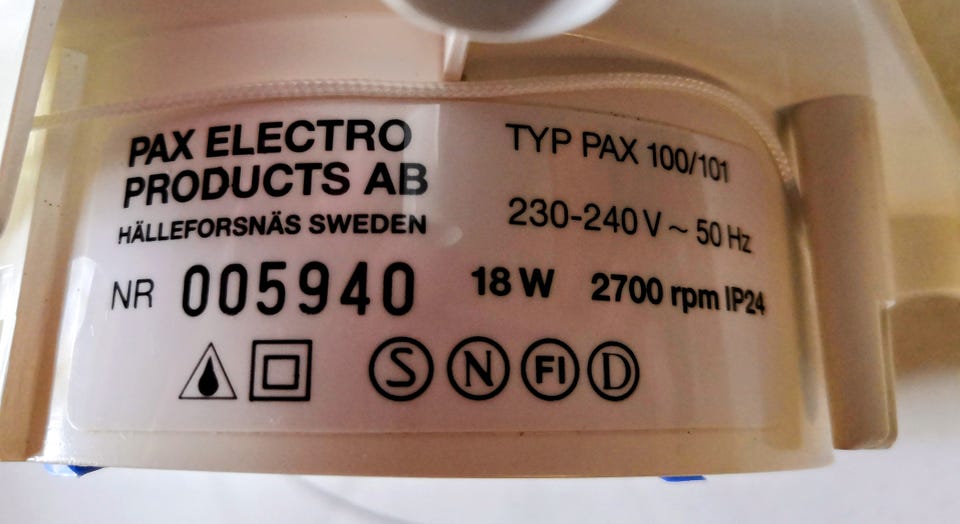 PAX ELECTRO
PRODUCTS AB
HÄLLEFORSNÄS SWEDEN
TYP PAX 100/101
230-240 V ~ 50 Hz
NR 005940 18 W 2700 rpm IP24
S N FI D